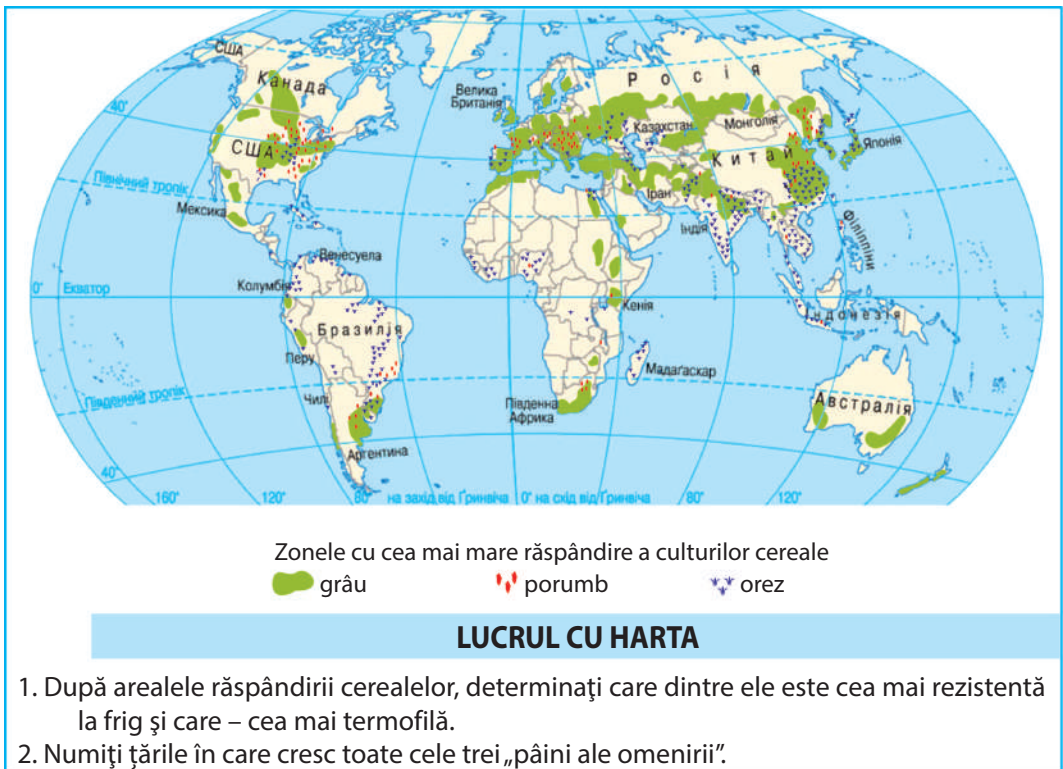 США
Канада
40°
США
Північний тропік
Мексика
Венесуела
Колумбія
0° Екватор
Бразилія
Перу
Південний тропік
Чилі
Аргентина
40°
Велика
Британія
Росія
Казахстан
Монголія
Китай
Японія
Іран
Індія
Філіппіни
Кенія
Індонезія
Мадагаскар
Південна
Африка
Австралія
160° 120° 80° на захід від Ґринвіча 0° на схід від Ґринвіча 80° 120°
Zonele cu cea mai mare răspândire a culturilor cereale
grâu porumb orez
LUCRUL CU HARTA
1. După arealele răspândirii cerealelor, determinaţi care dintre ele este cea mai rezistentă
la frig şi care – cea mai termofilă.
2. Numiţi ţările în care cresc toate cele trei „pâini ale omenirii”.